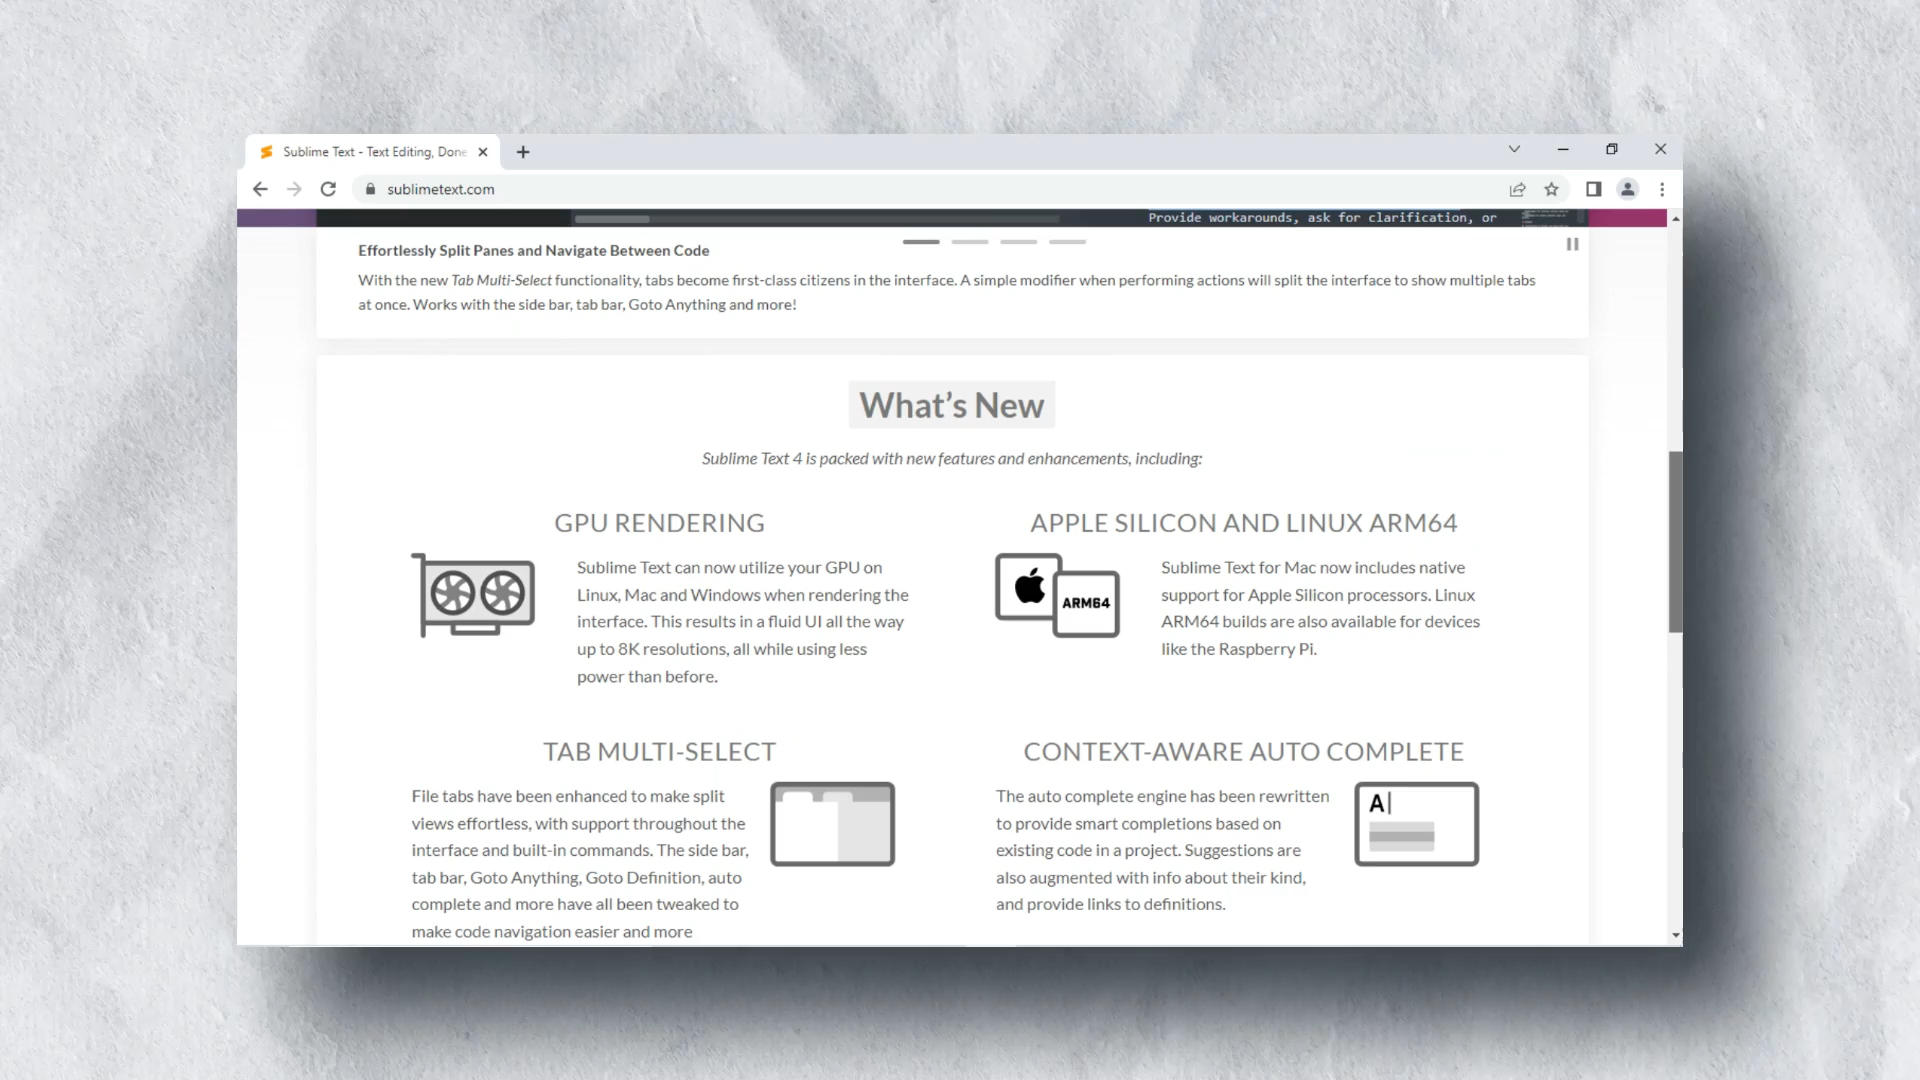 Sublime Text - Text Editing, Done
sublimetext.com
Provide workarounds, ask for clarification, or
Effortlessly Split Panes and Navigate Between Code
With the new Tab Multi-Select functionality, tabs become first-class citizens in the interface. A simple modifier when performing actions will split the interface to show multiple tabs
at once. Works with the side bar, tab bar, Goto Anything and more!
What's New
Sublime Text 4 is packed with new features and enhancements, including:
GPU RENDERING
Sublime Text can now utilize your GPU on
Linux, Mac and Windows when rendering the
interface. This results in a fluid UI all the way
up to 8K resolutions, all while using less
power than before.
APPLE SILICON AND LINUX ARM64
ARM64
Sublime Text for Mac now includes native
support for Apple Silicon processors. Linux
ARM64 builds are also available for devices
like the Raspberry Pi.
TAB MULTI-SELECT
File tabs have been enhanced to make split
views effortless, with support throughout the
interface and built-in commands. The side bar,
tab bar, Goto Anything, Goto Definition, auto
complete and more have all been tweaked to
make code navigation easier and more
CONTEXT-AWARE AUTO COMPLETE
The auto complete engine has been rewritten
to provide smart completions based on
existing code in a project. Suggestions are
also augmented with info about their kind,
and provide links to definitions.
A